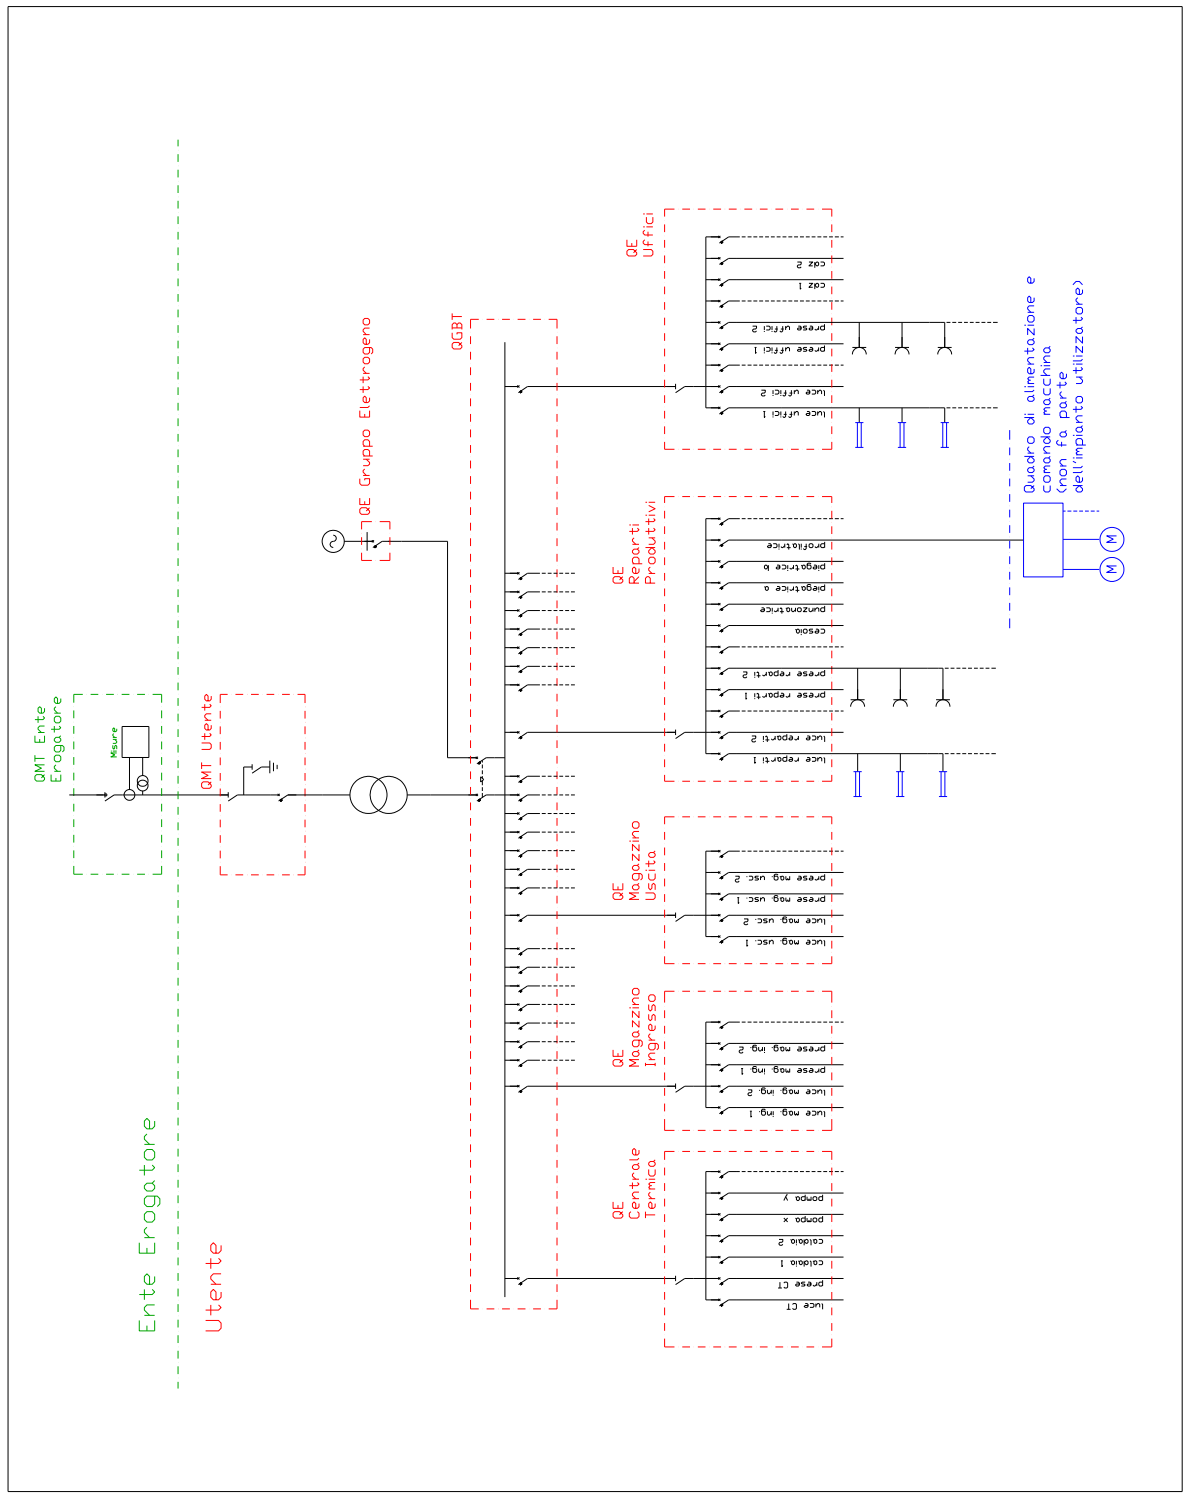 Ente Erogatore
Utente
QMT Ente
Erogatore
Misure
QMT Utente
QE Gruppo Elettrogeno
QGBT
QE
Centrale
Termica
luce CT
prese CT
caldaia 1
caldaia 2
pompa x
pompa y
QE
Magazzino
Ingresso
luce mag. ing. 1
luce mag. ing. 2
prese mag. ing. 1
prese mag. ing. 2
QE
Magazzino
Uscita
luce mag. usc. 1
luce mag. usc. 2
prese mag. usc. 1
prese mag. usc. 2
QE
Reparti
Produttivi
luce reparti 1
luce reparti 2
prese reparti 1
prese reparti 2
cesoia
punzonatrice
piegatrice a
piegatrice b
profilatrice
QE
Uffici
luce uffici 1
luce uffici 2
prese uffici 1
prese uffici 2
cdz 1
cdz 2
Quadro di alimentazione e
comando macchina
(non fa parte
dell'impianto utilizzatore)
M
M